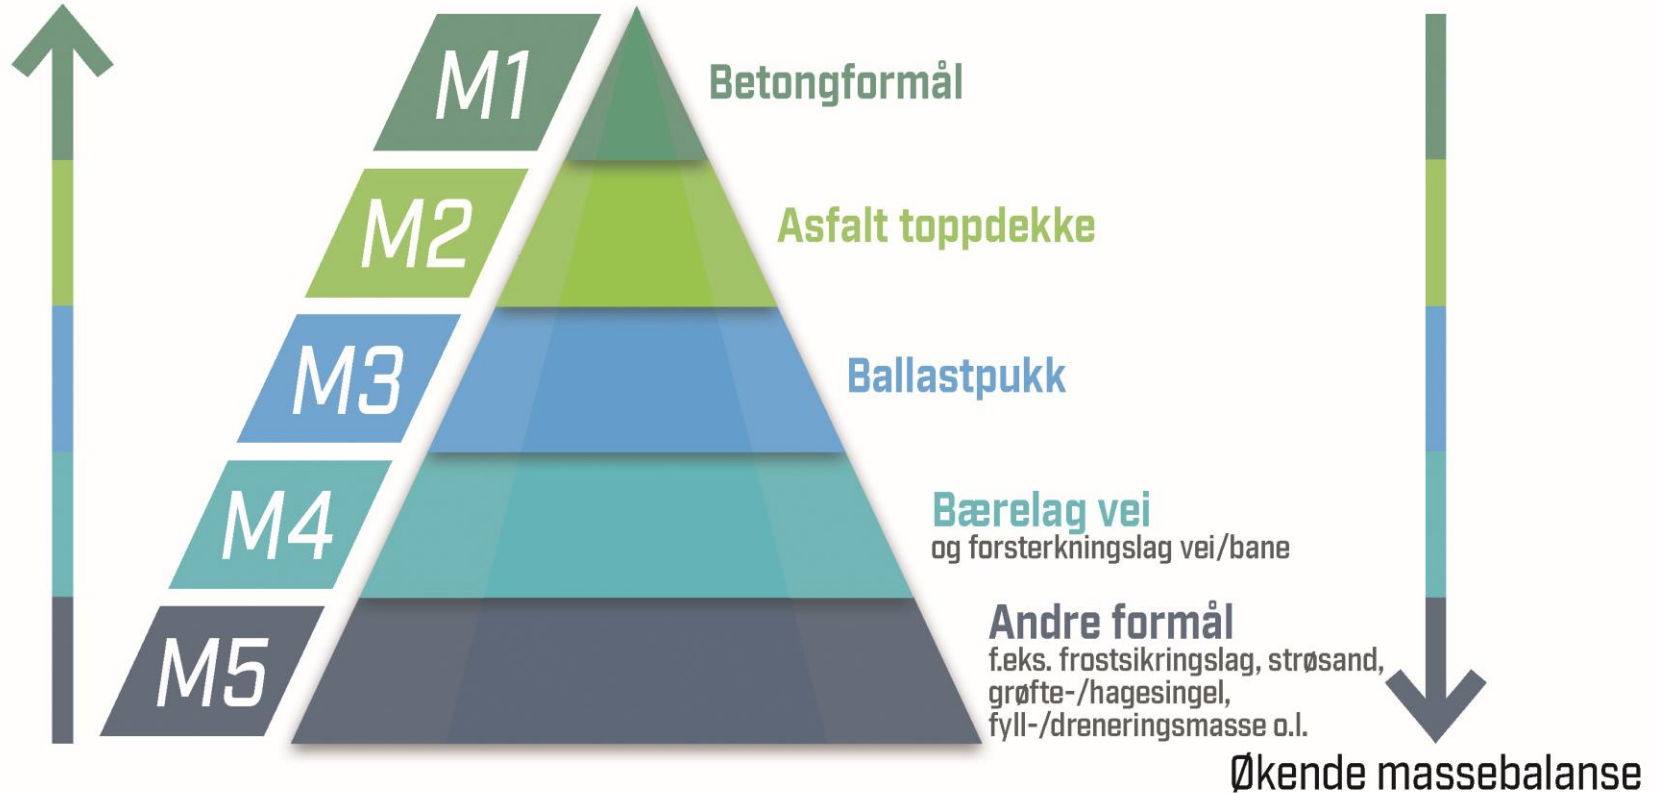 M1
Betongformål
M2
Asfalt toppdekke
M3
Ballastpukk
M4
Bærelag vei
og forsterkningslag vei/bane
M5
Andre formål
f.eks. frostsikringslag, strøsand,
grøfte-/hagesingel,
fyll-/dreneringsmasse o.l.
Økende massebalanse